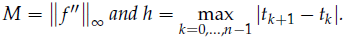 M = ‖f″‖∞ and h = max_{k=0,...,n−1} |t_{k+1} − t_k|.